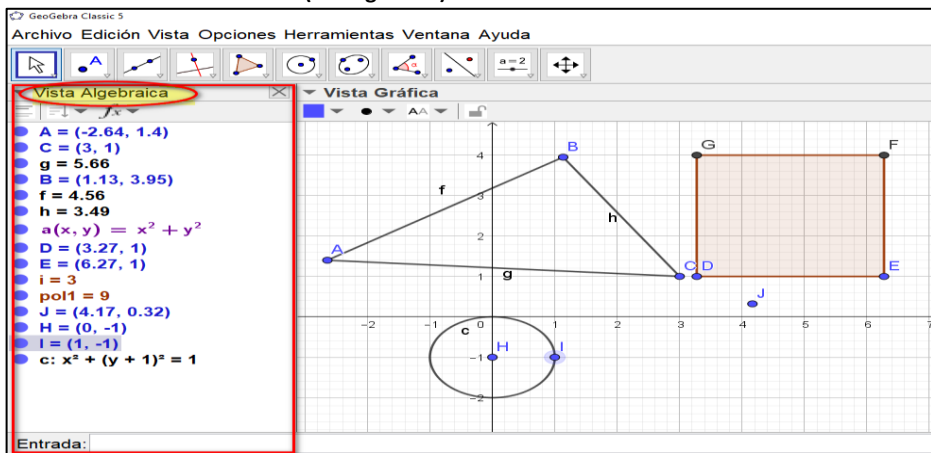 GeoGebra Classic 5
Archivo Edición Vista Opciones Herramientas Ventana Ayuda
A
a=2
Vista Algebraica
Vista Gráfica
fx
AA
A = (-2.64, 1.4)
C = (3, 1)
g = 5.66
B = (1.13, 3.95)
f = 4.56
h = 3.49
a(x, y) = x² + y²
D = (3.27, 1)
E = (6.27, 1)
i = 3
pol1 = 9
J = (4.17, 0.32)
H = (0, -1)
I = (1, -1)
c: x² + (y + 1)² = 1
Entrada:
B
G
F
4
f
3
h
2
A
C
D
E
1
g
J
-2
-1
0
1
2
3
4
5
6
7
c
H
I
-1
-2